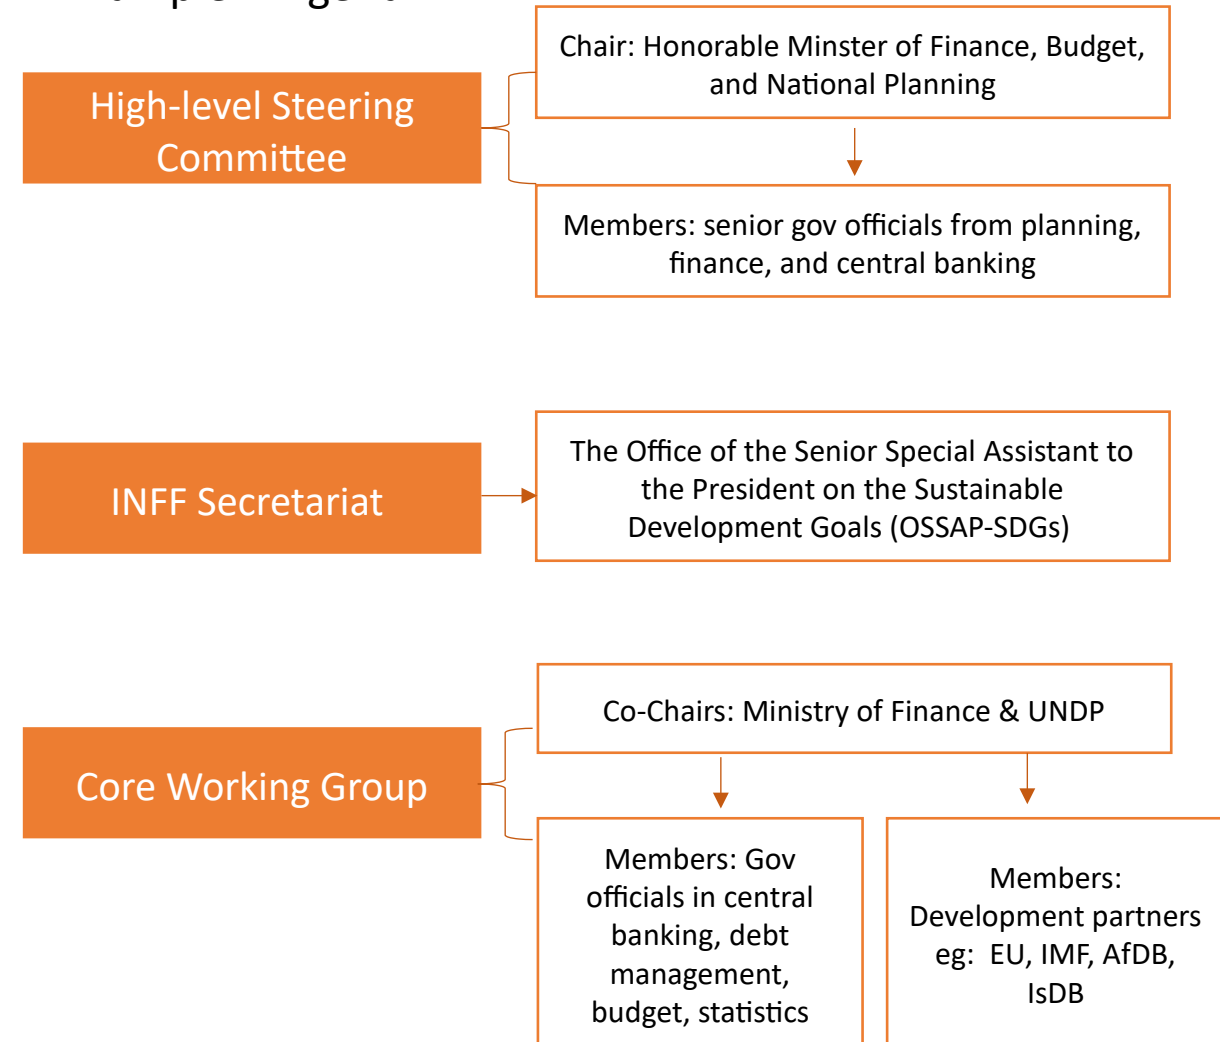 Chair: Honorable Minster of Finance, Budget,
and National Planning
High-level Steering
Committee
Members: senior gov officials from planning,
finance, and central banking
INFF Secretariat
The Office of the Senior Special Assistant to
the President on the Sustainable
Development Goals (OSSAP-SDGs)
Core Working Group
Co-Chairs: Ministry of Finance & UNDP
Members: Gov
officials in central
banking, debt
management,
budget, statistics
Members:
Development partners
eg: EU, IMF, AfDB,
IsDB